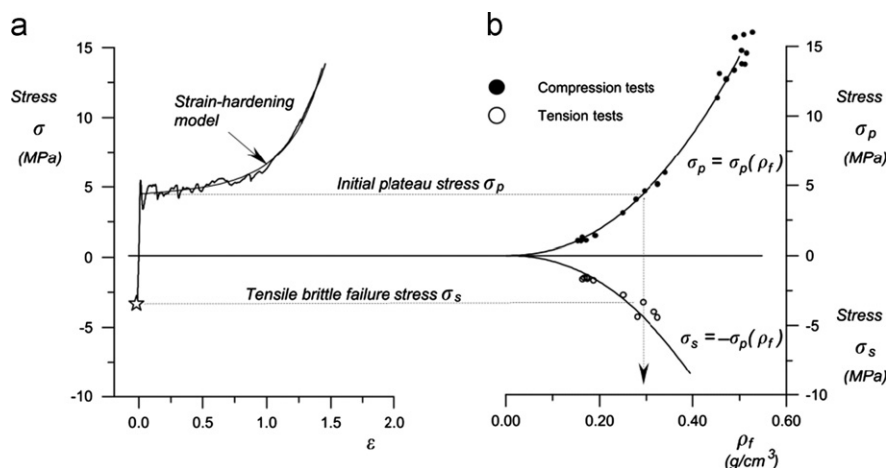 a
15
10
5
0
-5
-10
Stress
σ
(MPa)
Strain-hardening
model
Initial plateau stress σp
Tensile brittle failure stress σs
0.0
0.5
1.0
1.5
2.0
ε
b
Compression tests
Tension tests
σp = σp(ρf)
σs = –σp(ρf)
15
10
5
0
-5
-10
Stress
σp
(MPa)
Stress
σs
(MPa)
0.00
0.20
0.40
0.60
ρf
(g/cm³)